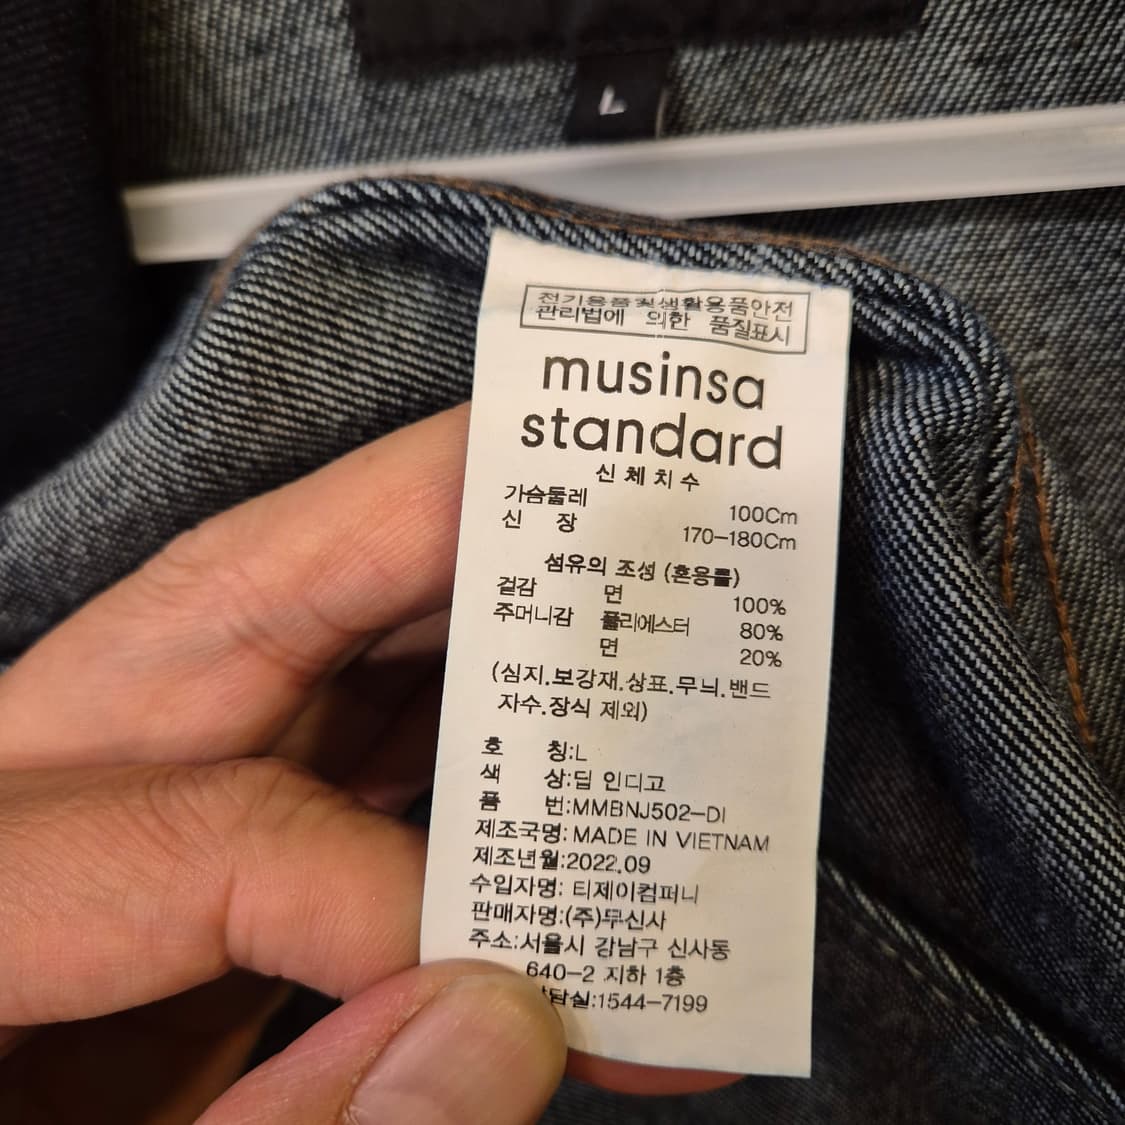 L
전기용품및생활용품안전
관리법에 의한 품질표시
musinsa
standard
신체치수
가슴둘레 100Cm
신 장 170-180Cm
섬유의 조성 (혼용률)
겉감 면 100%
주머니감 폴리에스터 80%
면 20%
(심지.보강재.상표.무늬.밴드
자수.장식 제외)
호 칭:L
색 상:딥 인디고
품 번:MMBNJ502-DI
제조국명: MADE IN VIETNAM
제조년월:2022.09
수입자명: 티제이컴퍼니
판매자명:(주)무신사
주소:서울시 강남구 신사동
640-2 지하 1층
담실:1544-7199